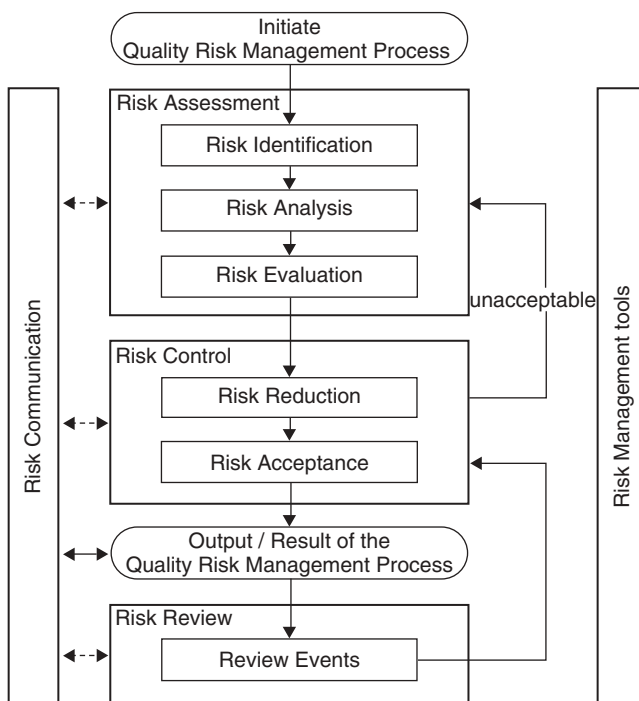 Initiate
Quality Risk Management Process
Risk Assessment
Risk Identification
Risk Analysis
Risk Evaluation
unacceptable
Risk Control
Risk Reduction
Risk Acceptance
Output / Result of the
Quality Risk Management Process
Risk Review
Review Events
Risk Communication
Risk Management tools